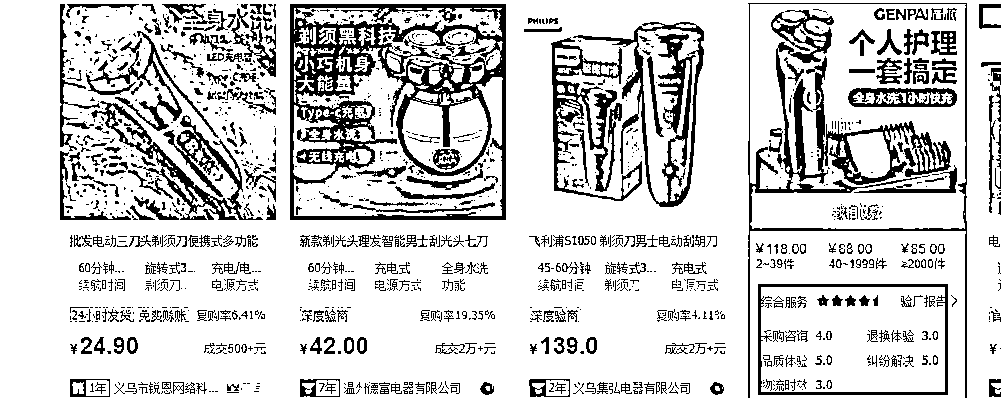 全身水洗
批发电动三刀头剃须刀便携式多功能
60分钟... 旋转式3... 充电/电...
续航时间 剃须刀... 电源方式
24小时发货 免费赊账 复购率6.41%
¥24.90 成交500+元
1年 义乌市锐恩网络科...
剃须黑科技
小巧机身
大能量
Type-c充电
全身水洗
新款剃光头理发智能男士刮光头七刀
60分钟... 充电式 全身水洗
续航时间 电源方式 功能
深度验商 复购率19.35%
¥42.00 成交2万+元
7年 温州德富电器有限公司
PHILIPS
飞利浦S1050 剃须刀男士电动刮胡刀
45-60分钟 旋转式3... 充电式
续航时间 剃须刀 电源方式
深度验商 复购率4.11%
¥139.0 成交2万+元
2年 义乌集弘电器有限公司
GENPAI
个人护理
一套搞定
全身水洗 1小时快充
¥118.00 ¥88.00 ¥85.00
2~39件 40~1999件 ≥2000件
综合服务 验厂报告
采购咨询 4.0 退换体验 3.0
品质体验 5.0 纠纷解决 5.0
物流时效 3.0